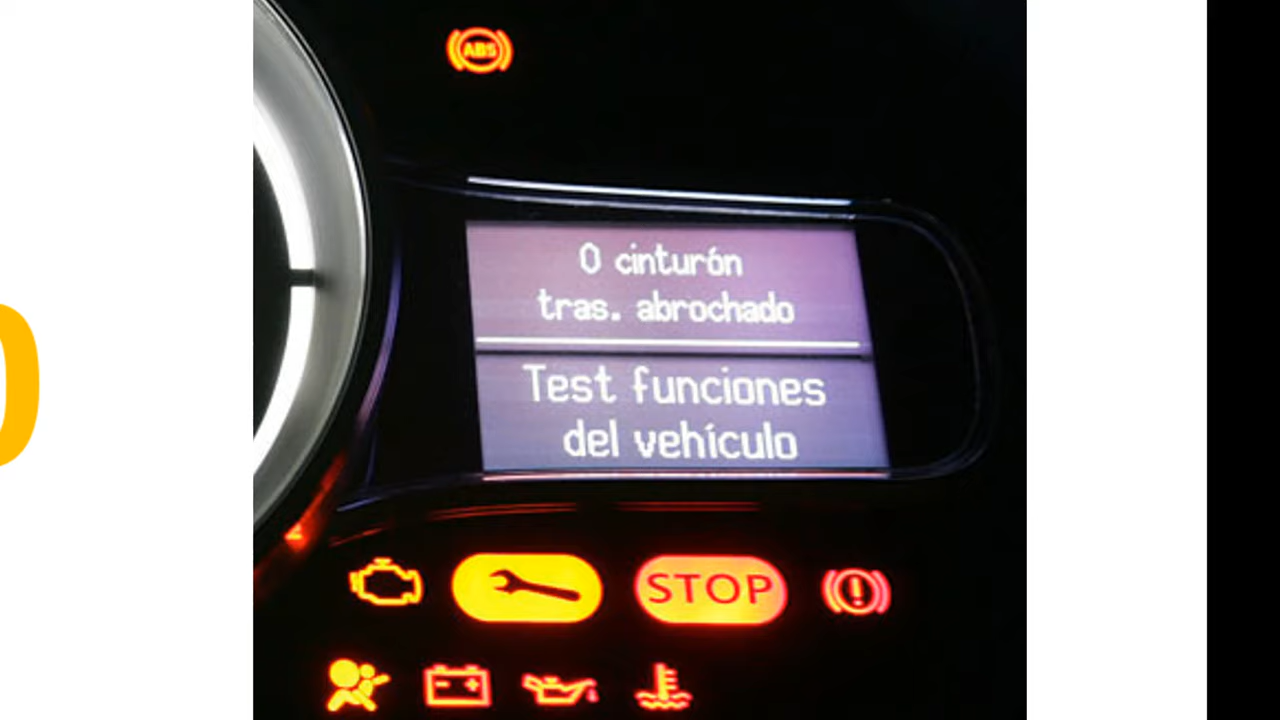 ABS
0 cinturón
tras. abrochado
Test funciones
del vehículo
STOP